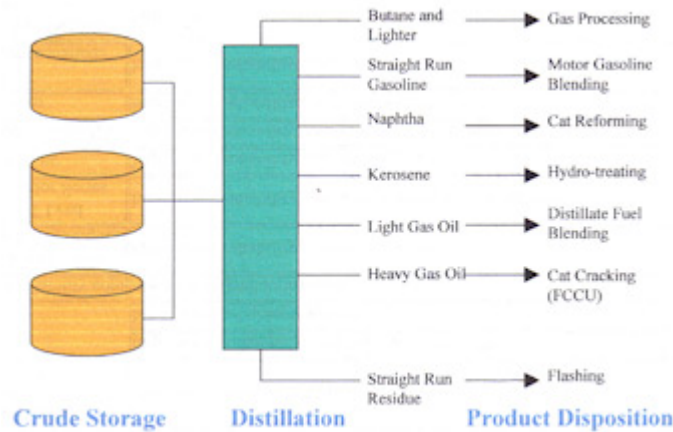 Butane and
Lighter
Gas Processing
Straight Run
Gasoline
Motor Gasoline
Blending
Naphtha
Cat Reforming
Kerosene
Hydro-treating
Light Gas Oil
Distillate Fuel
Blending
Heavy Gas Oil
Cat Cracking
(FCCU)
Straight Run
Residue
Flashing
Crude Storage
Distillation
Product Disposition